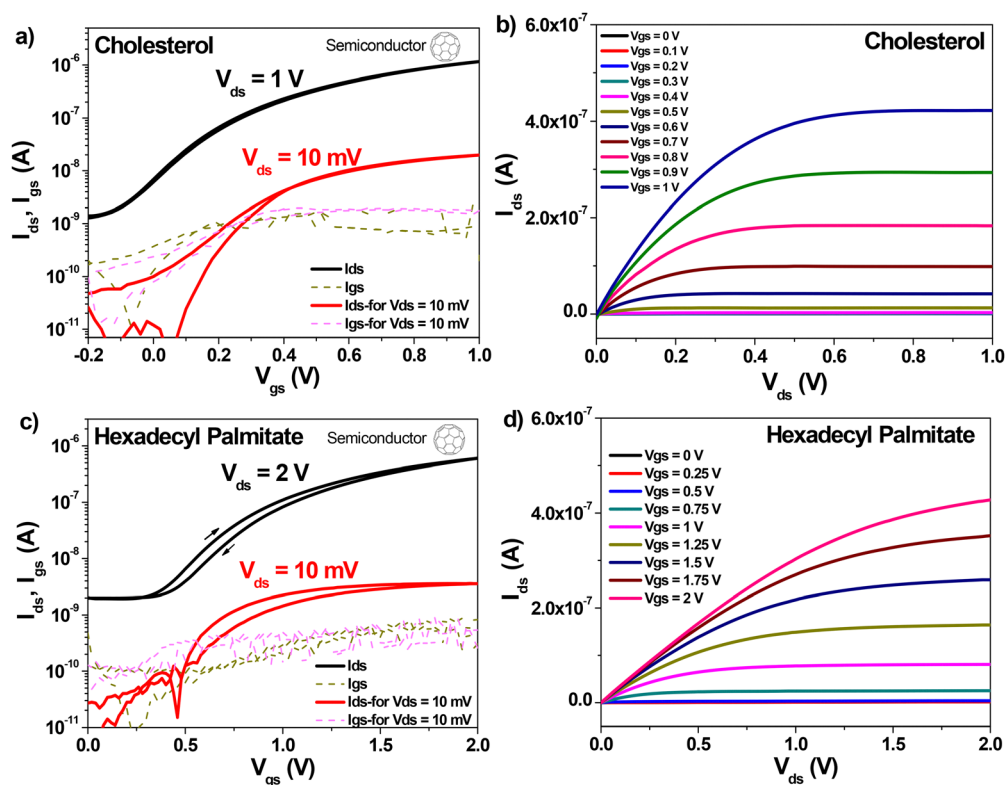 a)
Cholesterol
Semiconductor
V_ds = 1 V
V_ds = 10 mV
I_ds, I_gs (A)
10^-6
10^-7
10^-8
10^-9
10^-10
10^-11
Ids
Igs
Ids-for Vds = 10 mV
Igs-for Vds = 10 mV
-0.2 0.0 0.2 0.4 0.6 0.8 1.0
V_gs (V)
b)
Cholesterol
6.0x10^-7
4.0x10^-7
2.0x10^-7
0.0
I_ds (A)
Vgs = 0 V
Vgs = 0.1 V
Vgs = 0.2 V
Vgs = 0.3 V
Vgs = 0.4 V
Vgs = 0.5 V
Vgs = 0.6 V
Vgs = 0.7 V
Vgs = 0.8 V
Vgs = 0.9 V
Vgs = 1 V
0.0 0.2 0.4 0.6 0.8 1.0
V_ds (V)
c)
Hexadecyl Palmitate
Semiconductor
V_ds = 2 V
V_ds = 10 mV
I_ds, I_gs (A)
10^-6
10^-7
10^-8
10^-9
10^-10
10^-11
Ids
Igs
Ids-for Vds = 10 mV
Igs-for Vds = 10 mV
0.0 0.5 1.0 1.5 2.0
V_gs (V)
d)
Hexadecyl Palmitate
6.0x10^-7
4.0x10^-7
2.0x10^-7
0.0
I_ds (A)
Vgs = 0 V
Vgs = 0.25 V
Vgs = 0.5 V
Vgs = 0.75 V
Vgs = 1 V
Vgs = 1.25 V
Vgs = 1.5 V
Vgs = 1.75 V
Vgs = 2 V
0.0 0.5 1.0 1.5 2.0
V_ds (V)